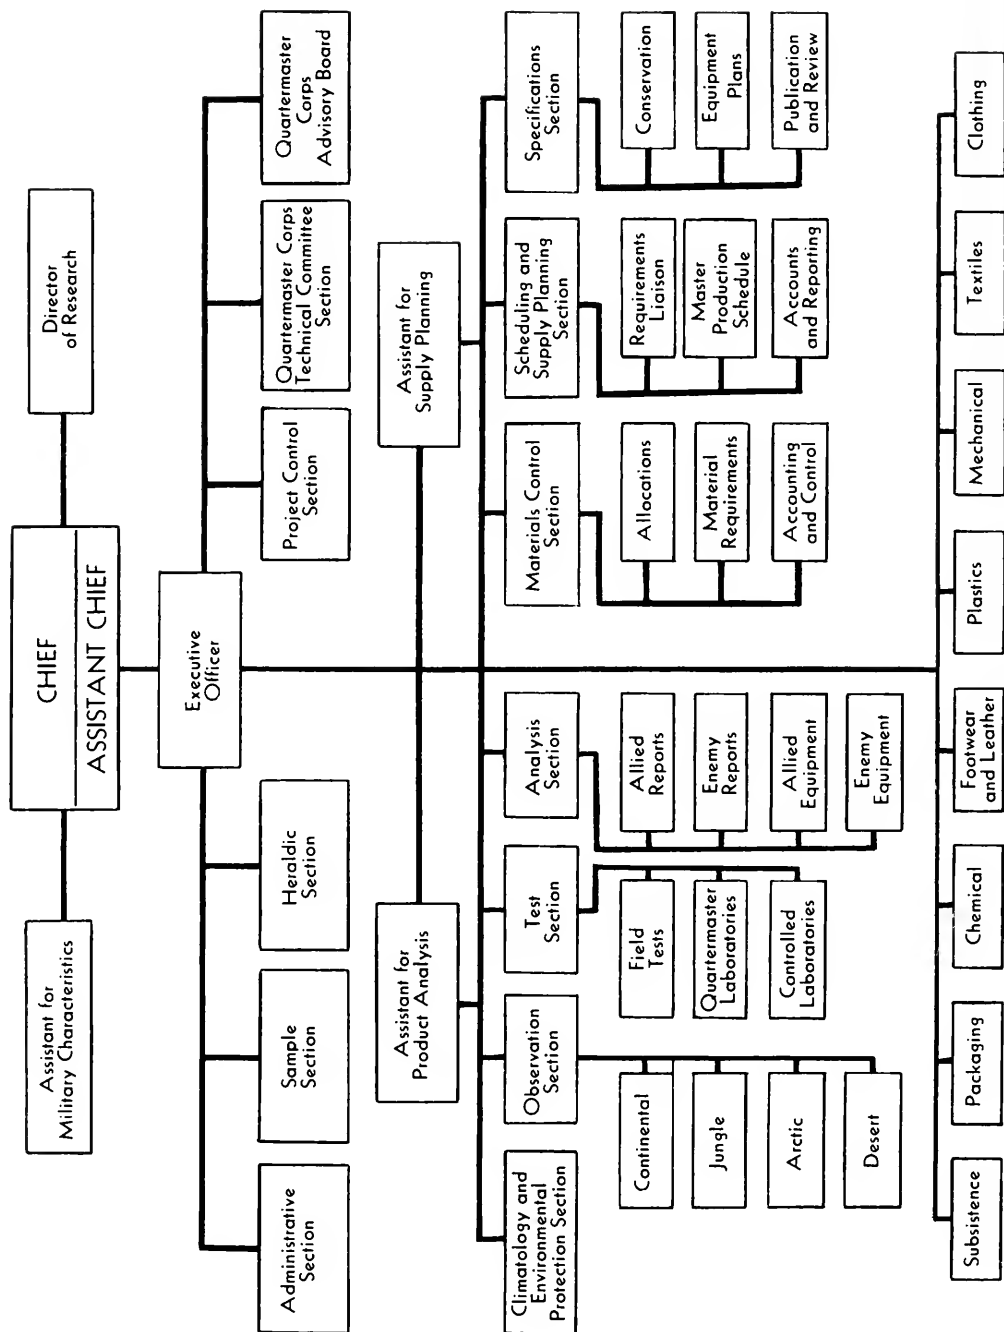 CHIEF
ASSISTANT CHIEF
Assistant for
Military Characteristics
Director
of Research
Executive
Officer
Administrative
Section
Sample
Section
Heraldic
Section
Project Control
Section
Quartermaster Corps
Technical Committee
Section
Quartermaster
Corps
Advisory Board
Assistant for
Product Analysis
Assistant for
Supply Planning
Climatology and
Environmental
Protection Section
Observation
Section
Test
Section
Analysis
Section
Materials Control
Section
Scheduling and
Supply Planning
Section
Specifications
Section
Continental
Jungle
Arctic
Desert
Field
Tests
Quartermaster
Laboratories
Controlled
Laboratories
Allied
Reports
Enemy
Reports
Allied
Equipment
Enemy
Equipment
Allocations
Material
Requirements
Accounting
and Control
Requirements
Liaison
Master
Production
Schedule
Accounts
and Reporting
Conservation
Equipment
Plans
Publication
and Review
Subsistence
Packaging
Chemical
Footwear
and Leather
Plastics
Mechanical
Textiles
Clothing